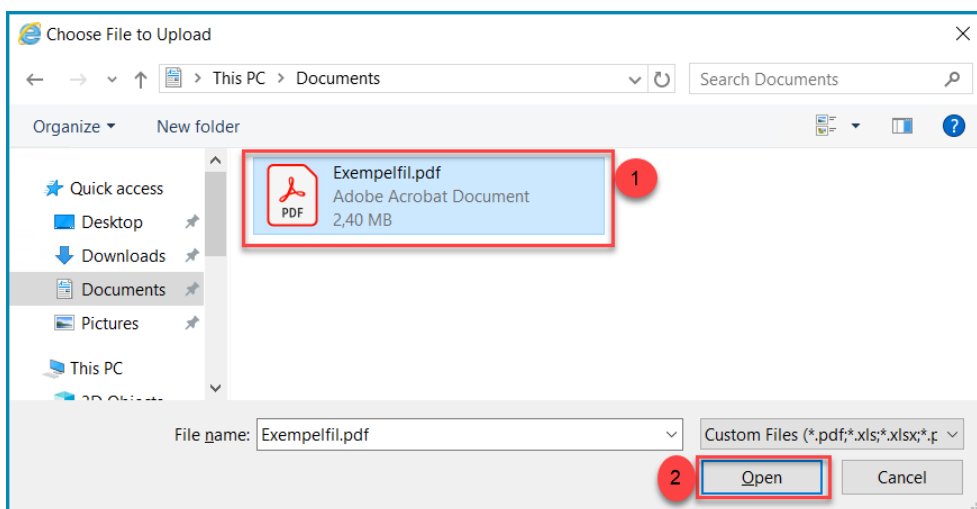 Choose File to Upload
This PC > Documents
Search Documents
Organize
New folder
Quick access
Desktop
Downloads
Documents
Pictures
This PC
3D Objects
Exempelfil.pdf
Adobe Acrobat Document
2,40 MB
PDF
1
File name: Exempelfil.pdf
Custom Files (*.pdf;*.xls;*.xlsx;*.p
2
Open
Cancel